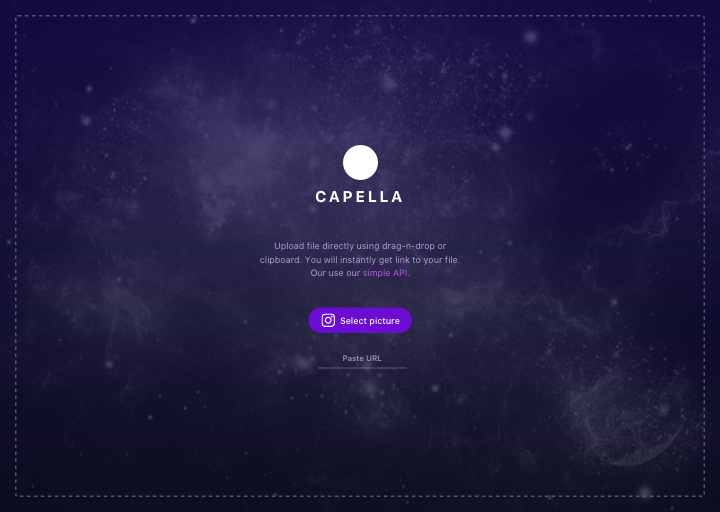 CAPELLA
Upload file directly using drag-n-drop or
clipboard. You will instantly get link to your file.
Our use our simple API.
Select picture
Paste URL